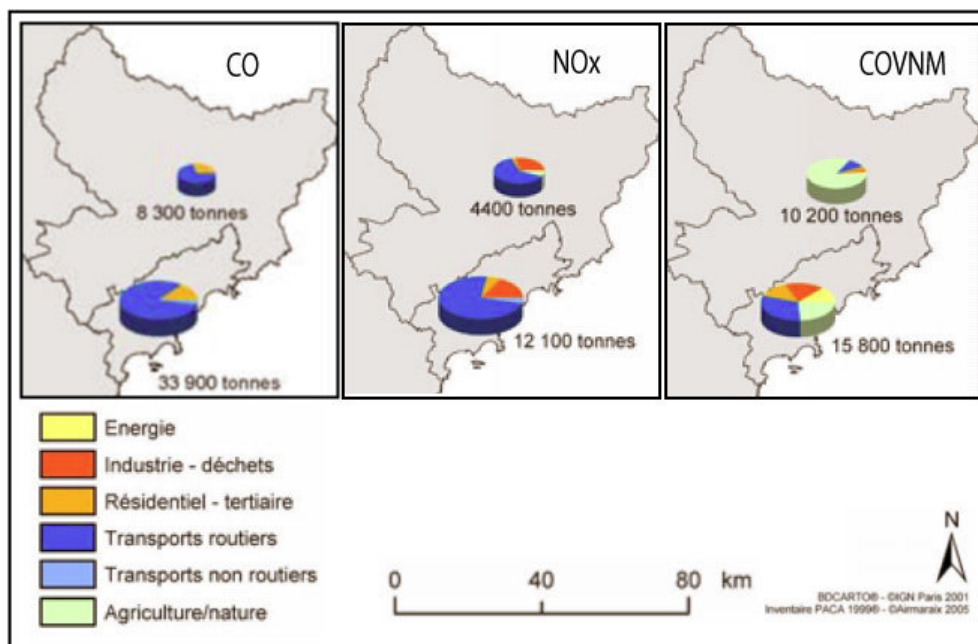 CO
NOx
COVNM
8 300 tonnes
4400 tonnes
10 200 tonnes
33 900 tonnes
12 100 tonnes
15 800 tonnes
Energie
Industrie - déchets
Résidentiel - tertiaire
Transports routiers
Transports non routiers
Agriculture/nature
0 40 80 km
N
BDCARTO® - ©IGN Paris 2001
Inventaire PACA 1999® - ©Airmaraix 2005